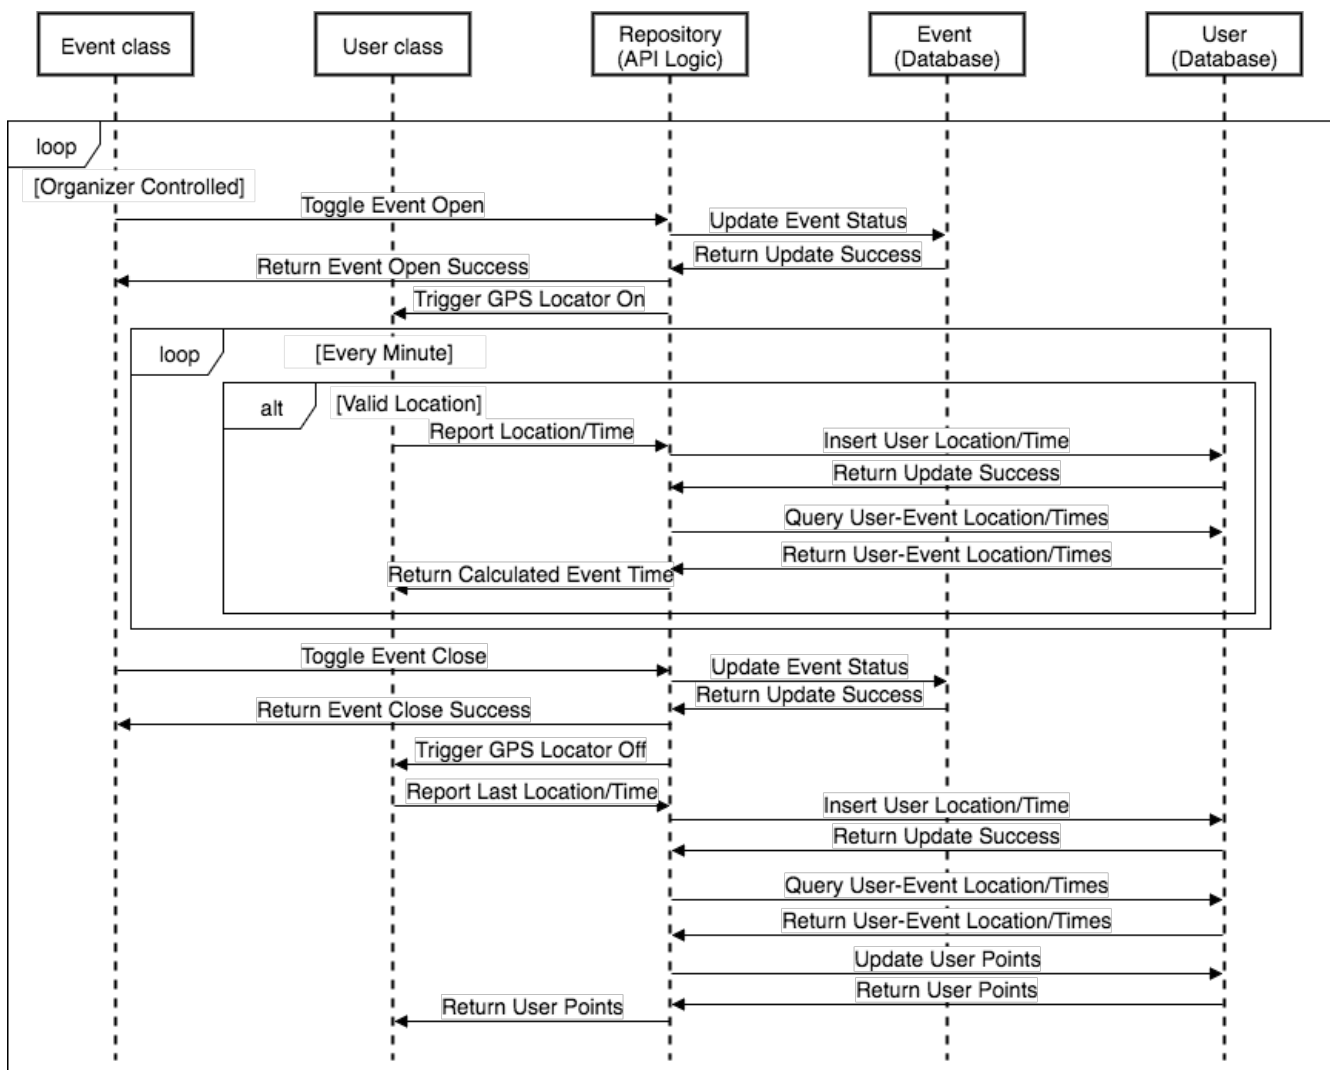 Event class
User class
Repository
(API Logic)
Event
(Database)
User
(Database)
loop
[Organizer Controlled]
Toggle Event Open
Update Event Status
Return Update Success
Return Event Open Success
Trigger GPS Locator On
loop
[Every Minute]
alt
[Valid Location]
Report Location/Time
Insert User Location/Time
Return Update Success
Query User-Event Location/Times
Return User-Event Location/Times
Return Calculated Event Time
Toggle Event Close
Update Event Status
Return Update Success
Return Event Close Success
Trigger GPS Locator Off
Report Last Location/Time
Insert User Location/Time
Return Update Success
Query User-Event Location/Times
Return User-Event Location/Times
Update User Points
Return User Points
Return User Points